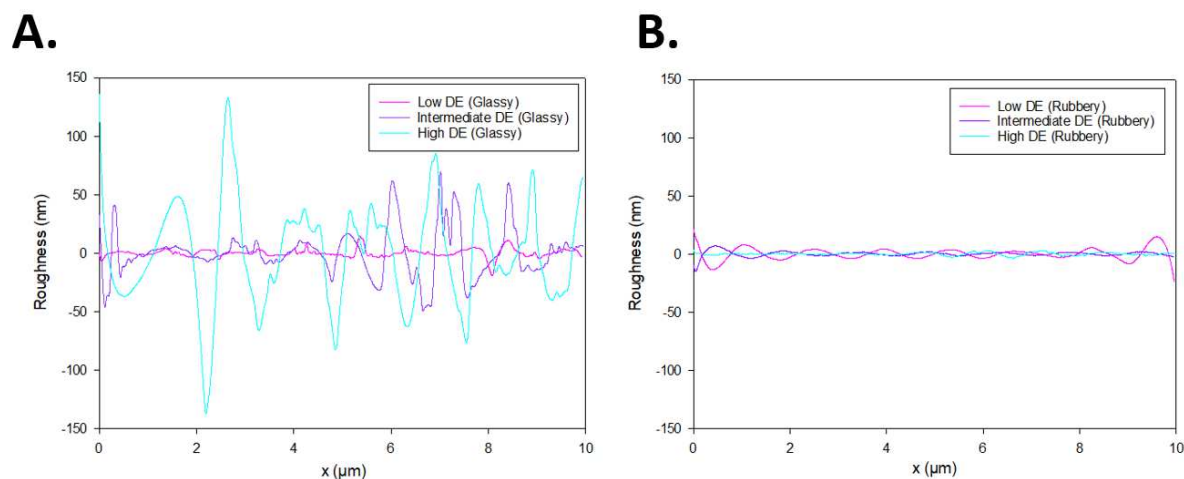 A.
150
100
50
0
-50
-100
-150
Roughness (nm)
Low DE (Glassy)
Intermediate DE (Glassy)
High DE (Glassy)
0 2 4 6 8 10
x (μm)
B.
150
100
50
0
-50
-100
-150
Roughness (nm)
Low DE (Rubbery)
Intermediate DE (Rubbery)
High DE (Rubbery)
0 2 4 6 8 10
x (μm)